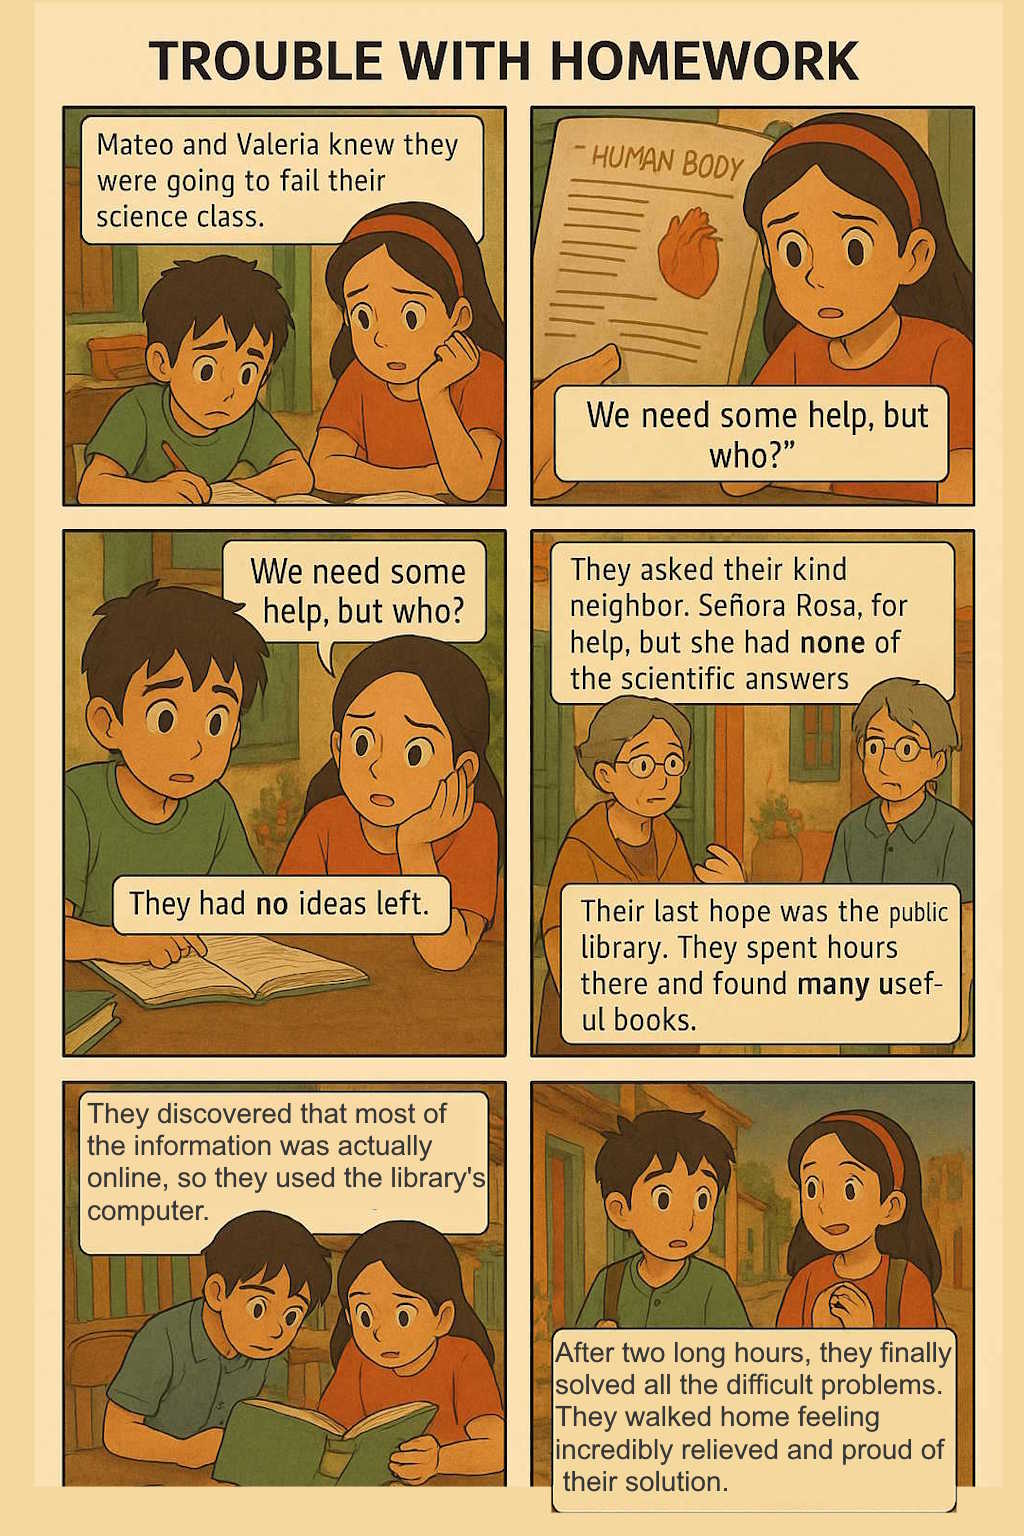 TROUBLE WITH HOMEWORK
Mateo and Valeria knew they
were going to fail their
science class.
- HUMAN BODY
We need some help, but
who?”
We need some
help, but who?
They had no ideas left.
They asked their kind
neighbor. Señora Rosa, for
help, but she had none of
the scientific answers
Their last hope was the public
library. They spent hours
there and found many usef-
ul books.
They discovered that most of
the information was actually
online, so they used the library's
computer.
After two long hours, they finally
solved all the difficult problems.
They walked home feeling
incredibly relieved and proud of
their solution.